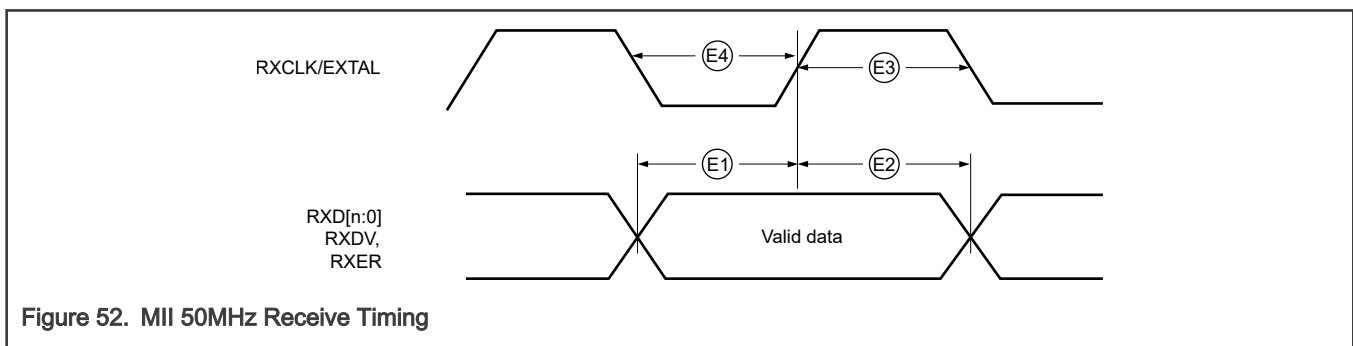 RXCLK/EXTAL
E4
E3
E1
E2
RXD[n:0]
RXDV,
RXER
Valid data
Figure 52. MII 50MHz Receive Timing